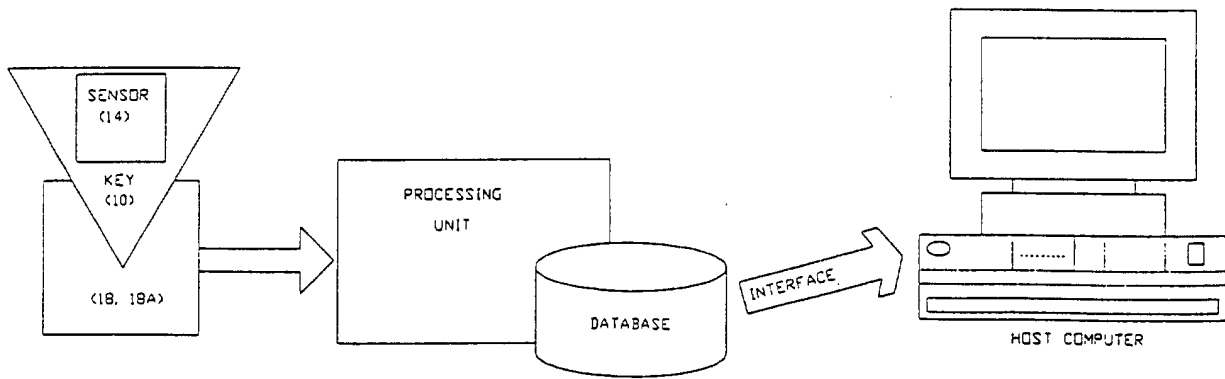 SENSOR
(14)
KEY
(10)
(18, 18A)
PROCESSING
UNIT
DATABASE
INTERFACE
HOST COMPUTER